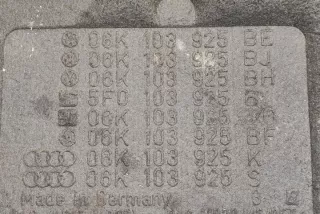 06K 103 925 BE
06K 103 925 BJ
06K 103 925 BH
5F0 103 925
06K 103 925
06K 103 925 BF
06K 103 925 K
06K 103 925 S
Made in Germany